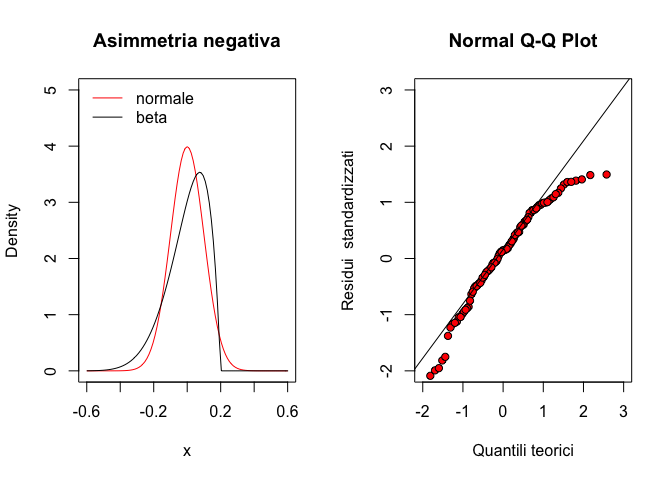 Asimmetria negativa
Normal Q-Q Plot
normale
beta
Density
0
1
2
3
4
5
-0.6
-0.2
0.2
0.6
x
Residui  standardizzati
-2
-1
0
1
2
3
-2
-1
0
1
2
3
Quantili teorici